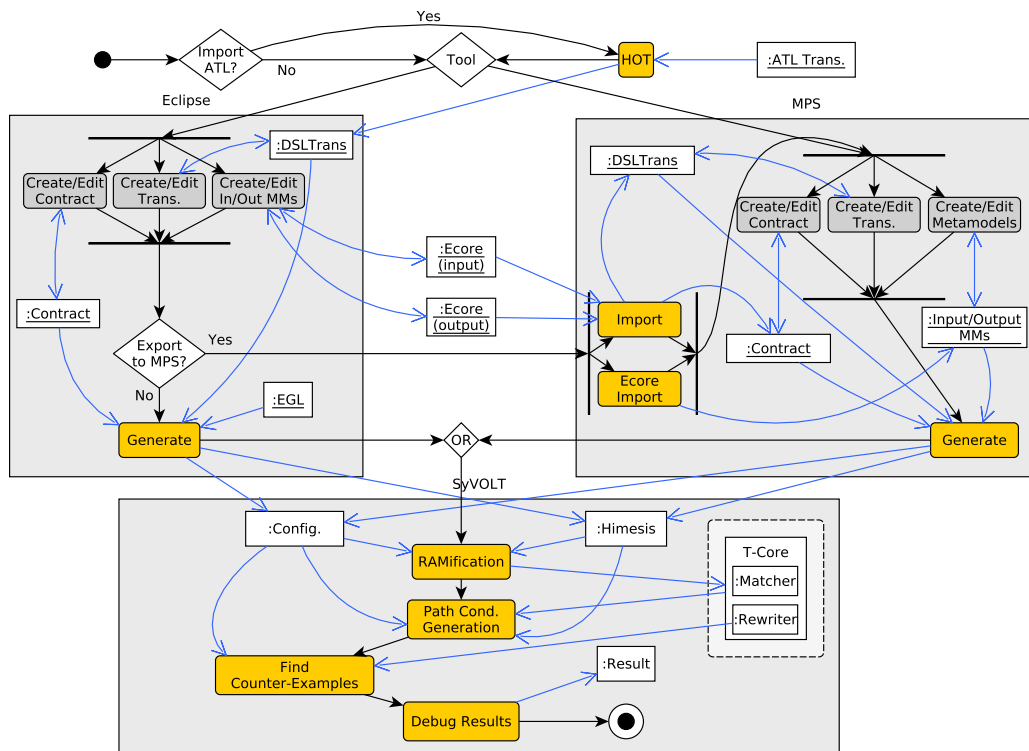 Yes
Import
ATL?
No
Tool
HOT
:ATL Trans.
Eclipse
MPS
:DSLTrans
Create/Edit
Contract
Create/Edit
Trans.
Create/Edit
In/Out MMs
:DSLTrans
Create/Edit
Contract
Create/Edit
Trans.
Create/Edit
Metamodels
:Ecore
(input)
:Contract
:Ecore
(output)
Import
:Input/Output
MMs
Export
to MPS?
Yes
:Contract
Ecore
Import
No
:EGL
Generate
OR
Generate
SyVOLT
:Config.
:Himesis
T-Core
RAMification
:Matcher
Path Cond.
Generation
:Rewriter
Find
Counter-Examples
:Result
Debug Results